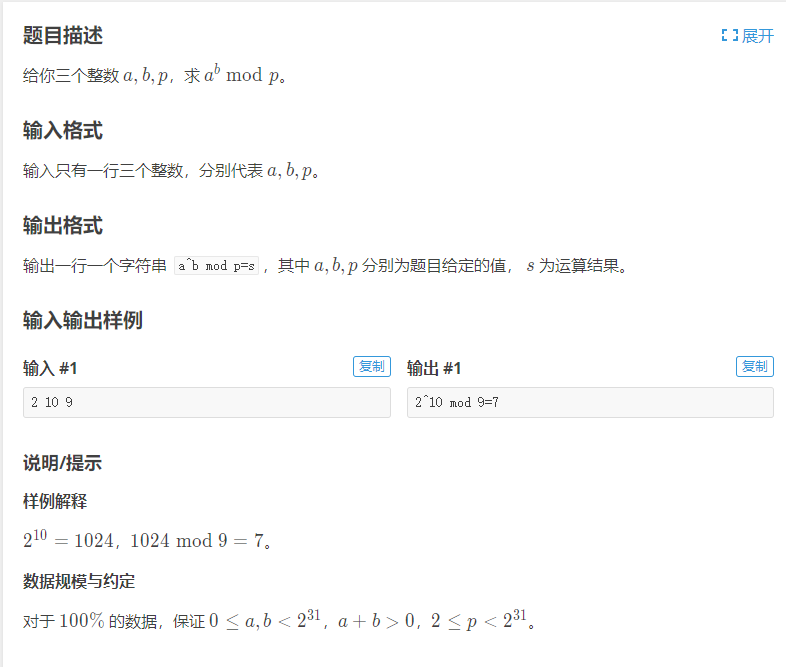 题目描述
展开
给你三个整数 a, b, p，求 a^b mod p。
输入格式
输入只有一行三个整数，分别代表 a, b, p。
输出格式
输出一行一个字符串 a^b mod p=s ，其中 a, b, p 分别为题目给定的值， s 为运算结果。
输入输出样例
输入 #1
复制
2 10 9
输出 #1
复制
2^10 mod 9=7
说明/提示
样例解释
2^10 = 1024，1024 mod 9 = 7。
数据规模与约定
对于 100% 的数据，保证 0 ≤ a, b < 2^31，a + b > 0，2 ≤ p < 2^31。